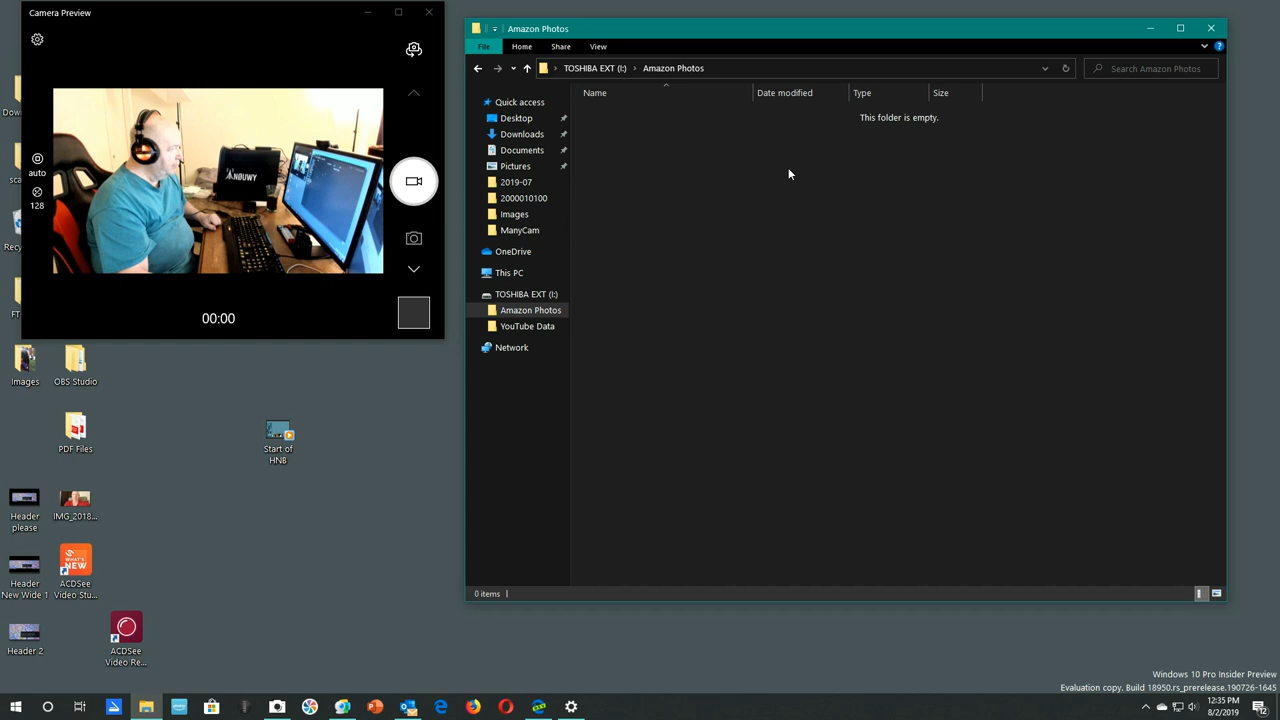 Camera Preview
auto
128
00:00
ANOUWY
Amazon Photos
File
Home
Share
View
TOSHIBA EXT (I:)
Amazon Photos
Search Amazon Photos
Name
Date modified
Type
Size
This folder is empty.
Quick access
Desktop
Downloads
Documents
Pictures
2019-07
2000010100
Images
ManyCam
OneDrive
This PC
TOSHIBA EXT (I:)
Amazon Photos
YouTube Data
Network
0 items
Images
OBS Studio
PDF Files
Start of
HNB
Header
please
IMG_2018...
Header
New Wide 1
WHAT'S
NEW
ACDSee
Video Stu...
Header 2
ACDSee
Video Re...
Windows 10 Pro Insider Preview
Evaluation copy. Build 18950.rs_prerelease.190726-1645
12:35 PM
8/2/2019